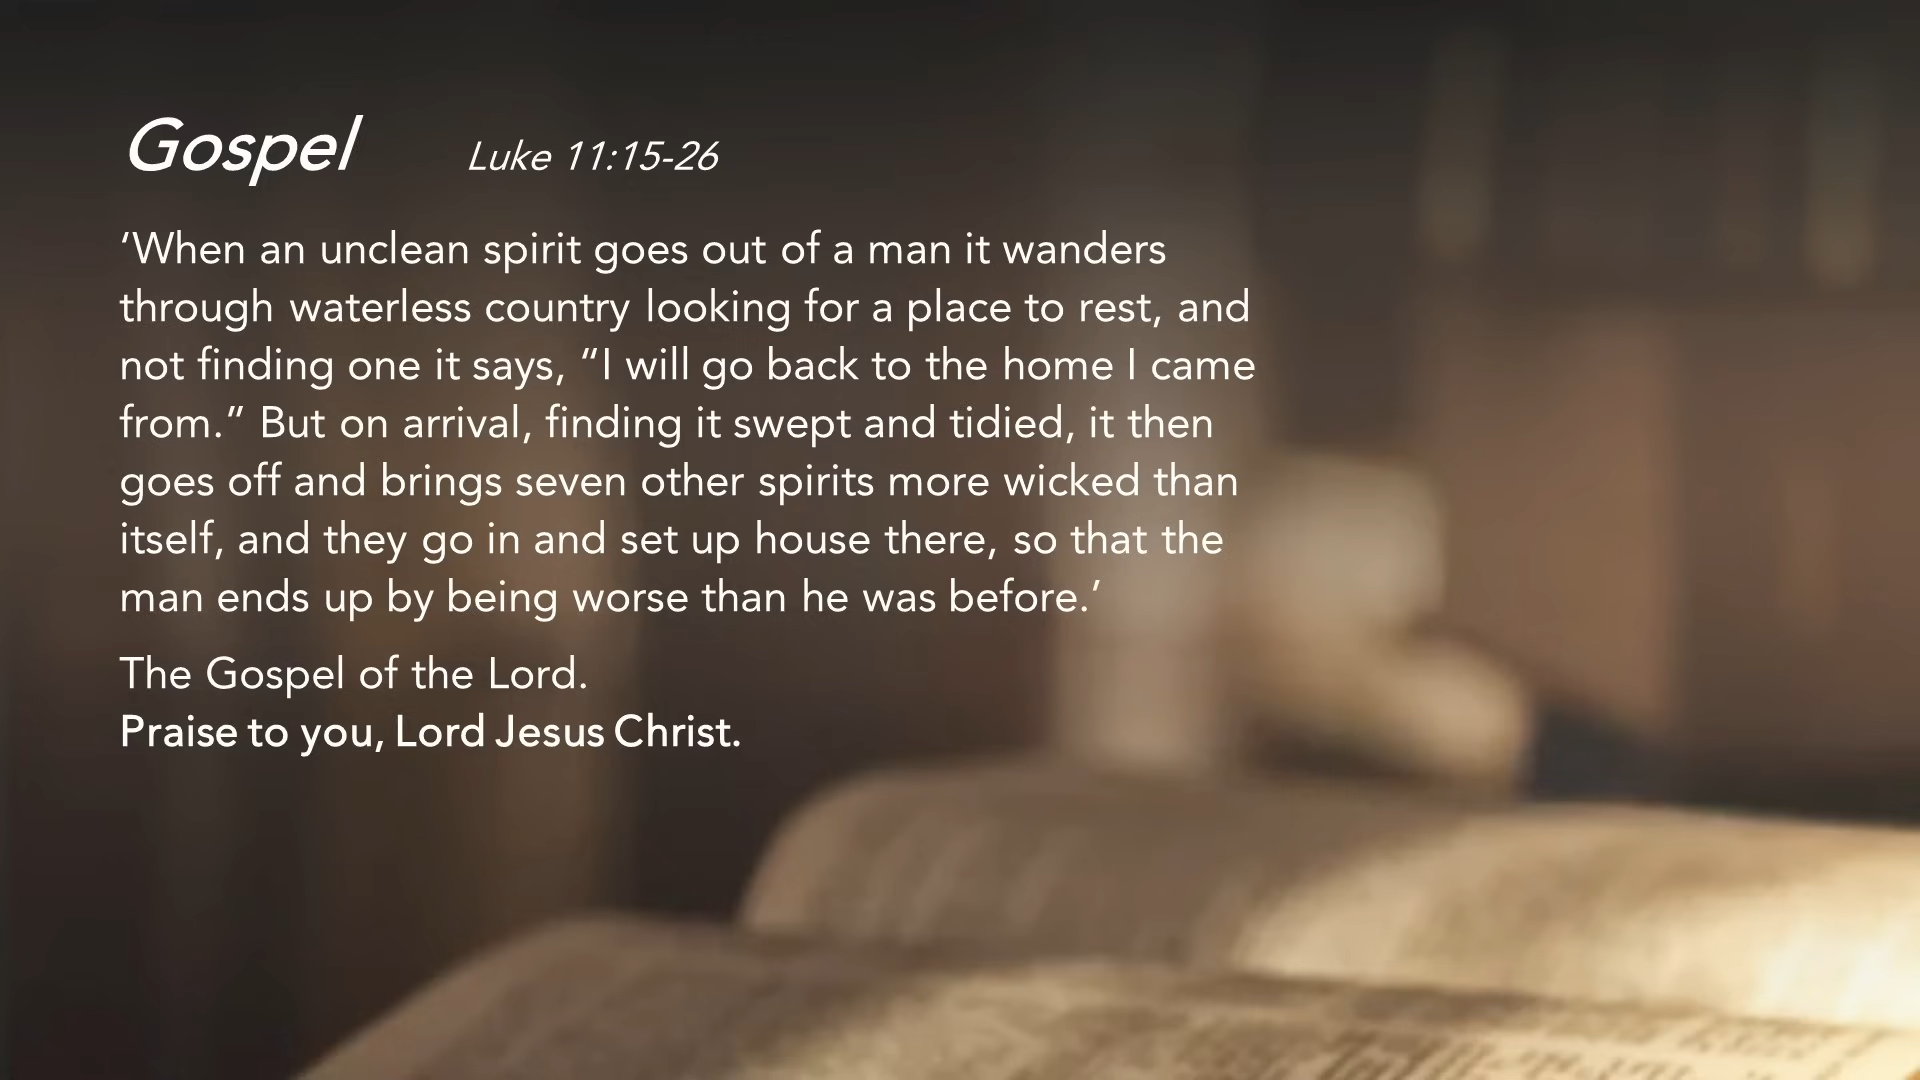 Gospel Luke 11:15-26
‘When an unclean spirit goes out of a man it wanders
through waterless country looking for a place to rest, and
not finding one it says, “I will go back to the home I came
from.” But on arrival, finding it swept and tidied, it then
goes off and brings seven other spirits more wicked than
itself, and they go in and set up house there, so that the
man ends up by being worse than he was before.’
The Gospel of the Lord.
Praise to you, Lord Jesus Christ.